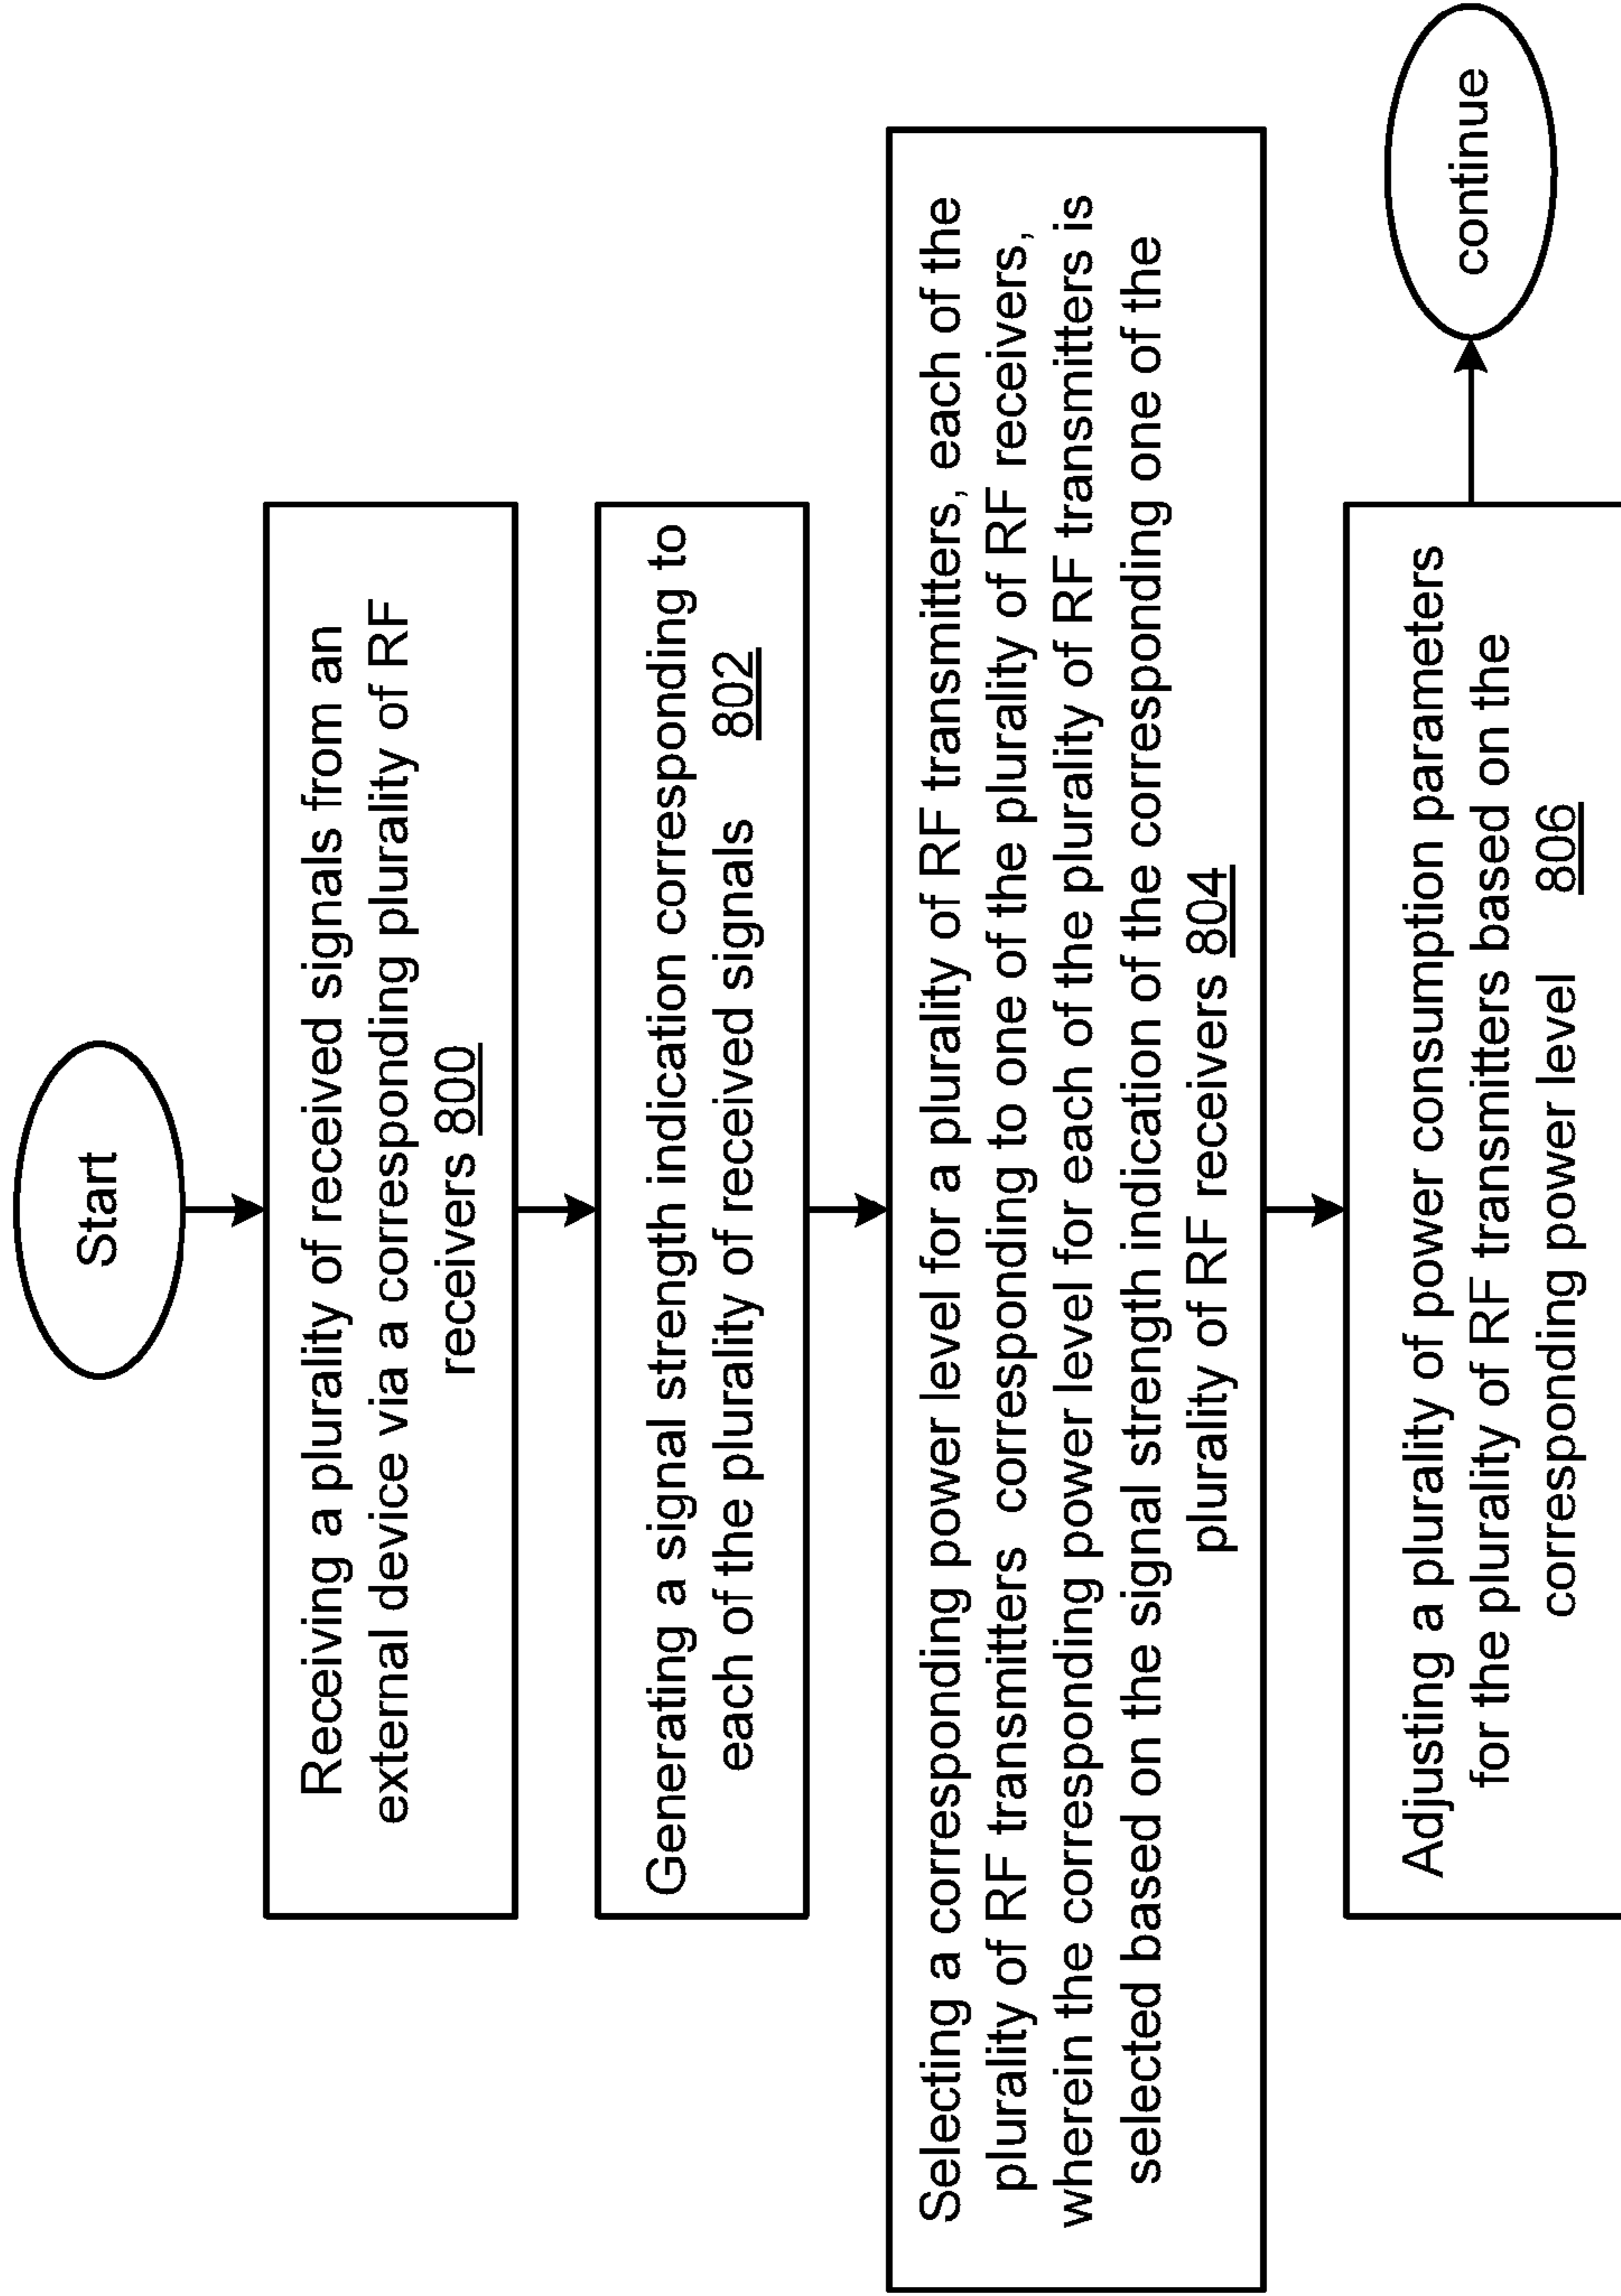 Start
Receiving a plurality of received signals from an
external device via a corresponding plurality of RF
receivers 800
Generating a signal strength indication corresponding to
each of the plurality of received signals 802
Selecting a corresponding power level for a plurality of RF transmitters, each of the
plurality of RF transmitters corresponding to one of the plurality of RF receivers,
wherein the corresponding power level for each of the plurality of RF transmitters is
selected based on the signal strength indication of the corresponding one of the
plurality of RF receivers 804
Adjusting a plurality of power consumption parameters
for the plurality of RF transmitters based on the
corresponding power level 806
continue